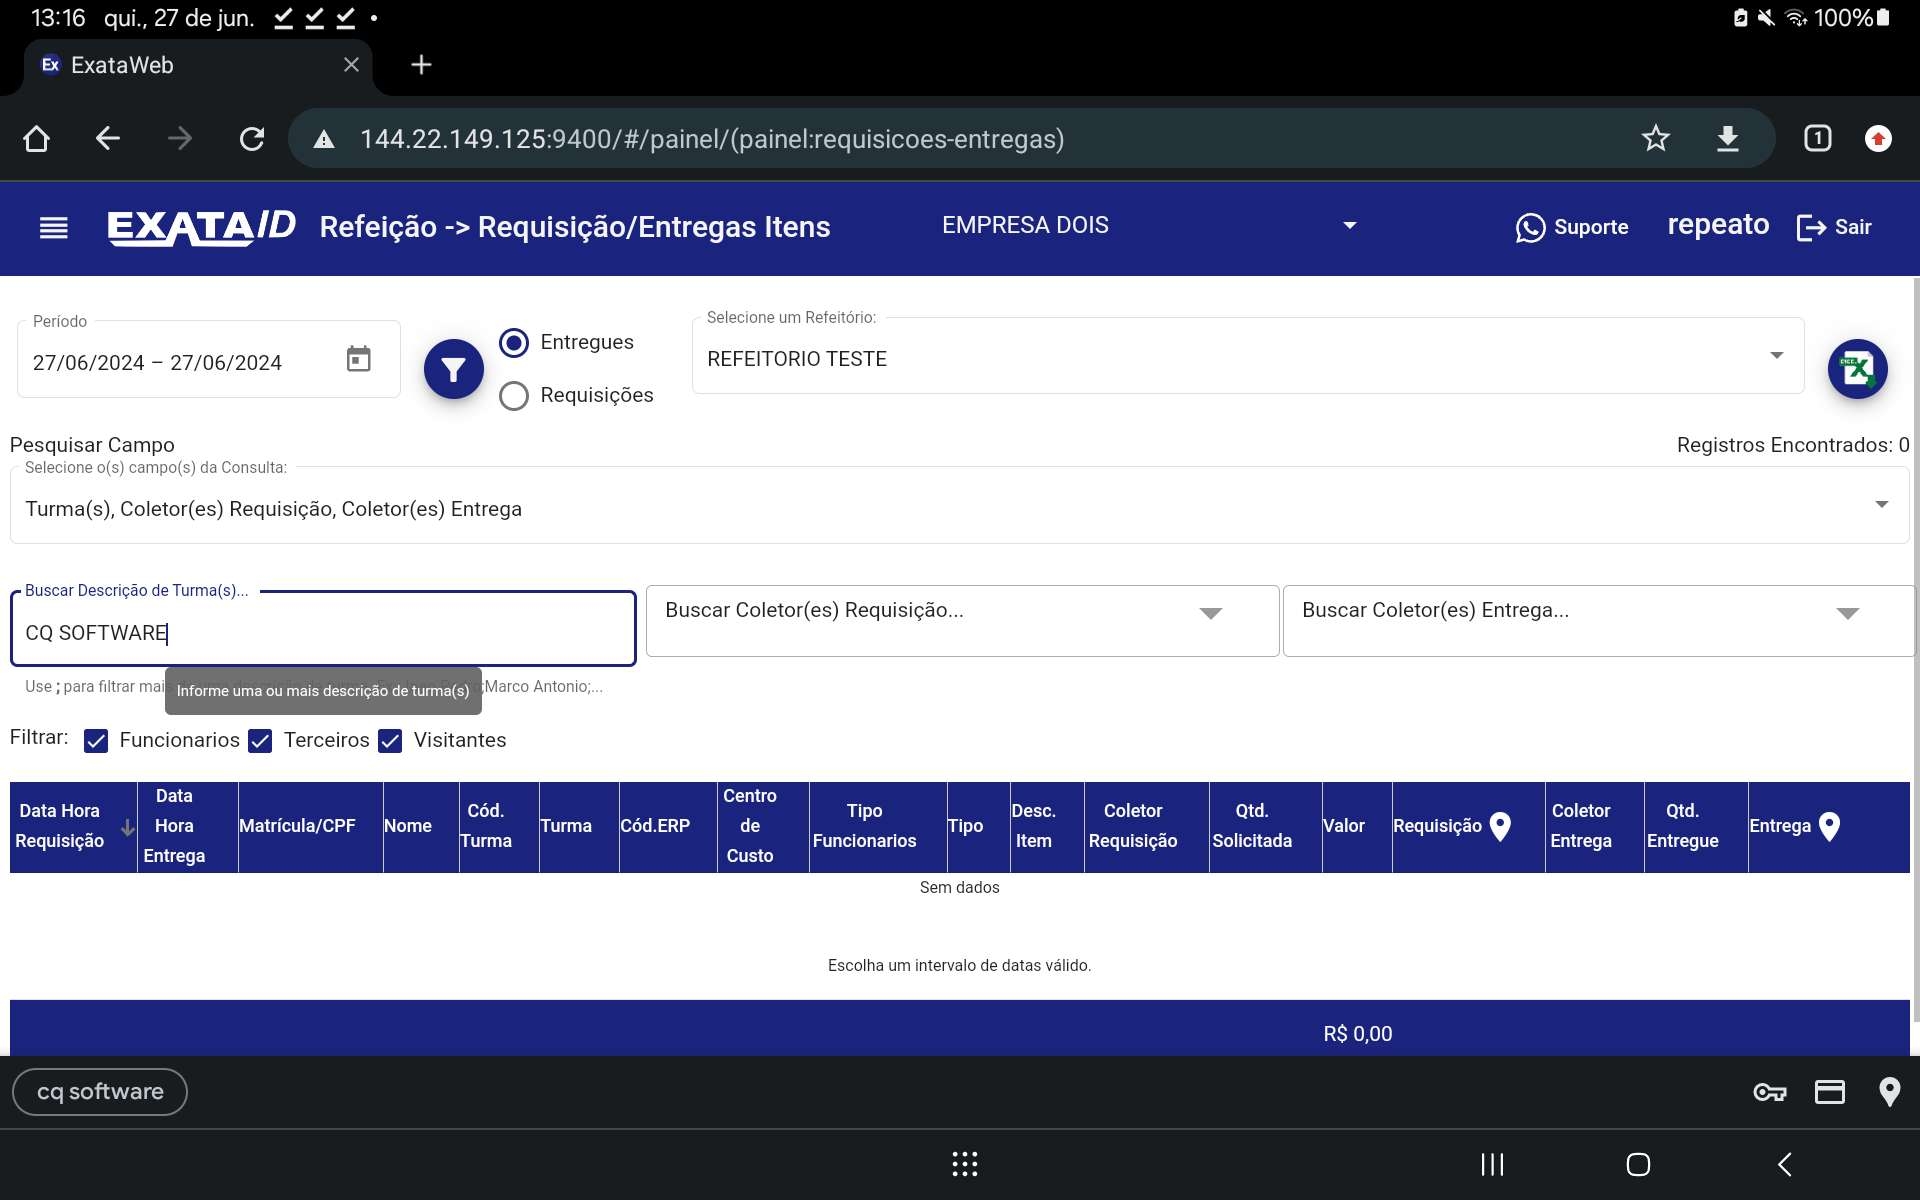 13:16 qui., 27 de jun.
100%
Ex ExataWeb
144.22.149.125:9400/#/painel/(painel:requisicoes-entregas)
1
EXATAID Refeição -> Requisição/Entregas Itens EMPRESA DOIS Suporte repeato Sair
Período
27/06/2024 – 27/06/2024
Entregues
Requisições
Selecione um Refeitório:
REFEITORIO TESTE
Pesquisar Campo
Registros Encontrados: 0
Selecione o(s) campo(s) da Consulta:
Turma(s), Coletor(es) Requisição, Coletor(es) Entrega
Buscar Descrição de Turma(s)...
CQ SOFTWARE
Buscar Coletor(es) Requisição...
Buscar Coletor(es) Entrega...
Use ; para filtrar mais
;Marco Antonio;...
Informe uma ou mais descrição de turma(s)
Filtrar: Funcionarios Terceiros Visitantes
Data Hora Requisição
Data Hora Entrega
Matrícula/CPF
Nome
Cód. Turma
Turma
Cód.ERP
Centro de Custo
Tipo Funcionarios
Tipo
Desc. Item
Coletor Requisição
Qtd. Solicitada
Valor
Requisição
Coletor Entrega
Qtd. Entregue
Entrega
Sem dados
Escolha um intervalo de datas válido.
R$ 0,00
cq software